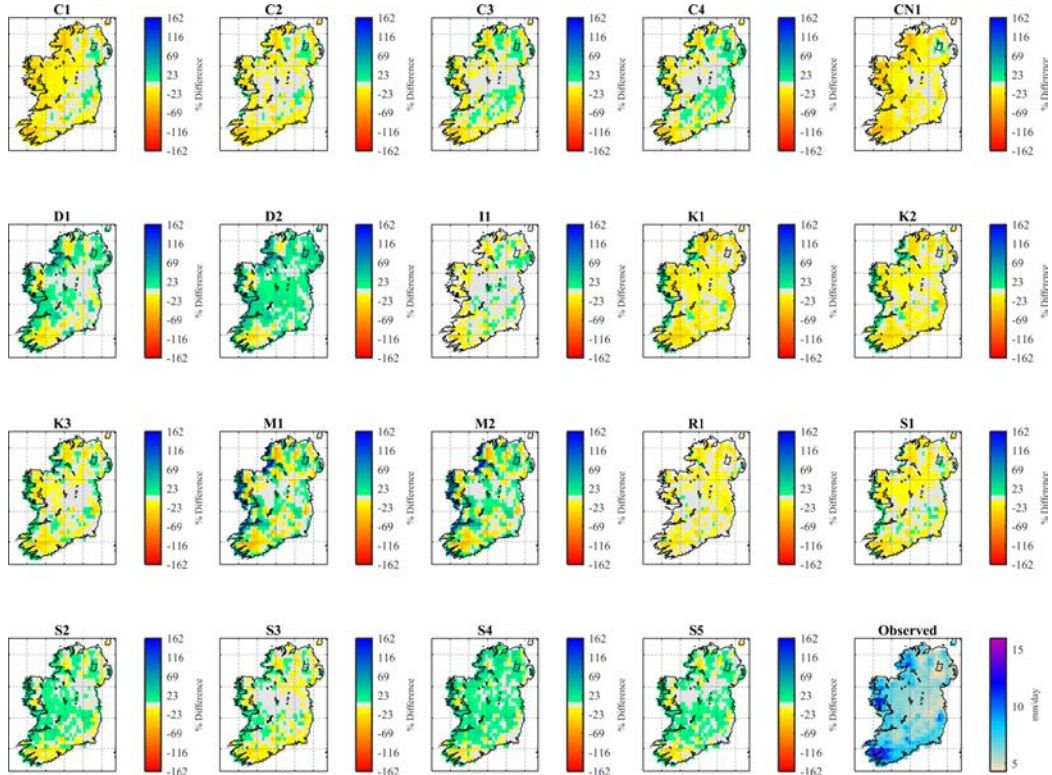 C1 C2 C3 C4 CN1
162 162 162 162 162
116 116 116 116 116
69 69 69 69 69
23 23 23 23 23
-23 -23 -23 -23 -23
-69 -69 -69 -69 -69
-116 -116 -116 -116 -116
-162 -162 -162 -162 -162
% Difference % Difference % Difference % Difference % Difference
D1 D2 I1 K1 K2
162 162 162 162 162
116 116 116 116 116
69 69 69 69 69
23 23 23 23 23
-23 -23 -23 -23 -23
-69 -69 -69 -69 -69
-116 -116 -116 -116 -116
-162 -162 -162 -162 -162
% Difference % Difference % Difference % Difference % Difference
K3 M1 M2 R1 S1
162 162 162 162 162
116 116 116 116 116
69 69 69 69 69
23 23 23 23 23
-23 -23 -23 -23 -23
-69 -69 -69 -69 -69
-116 -116 -116 -116 -116
-162 -162 -162 -162 -162
% Difference % Difference % Difference % Difference % Difference
S2 S3 S4 S5 Observed
162 162 162 162 15
116 116 116 116
69 69 69 69
23 23 23 23 10
-23 -23 -23 -23
-69 -69 -69 -69
-116 -116 -116 -116
-162 -162 -162 -162 5
% Difference % Difference % Difference % Difference mm/day